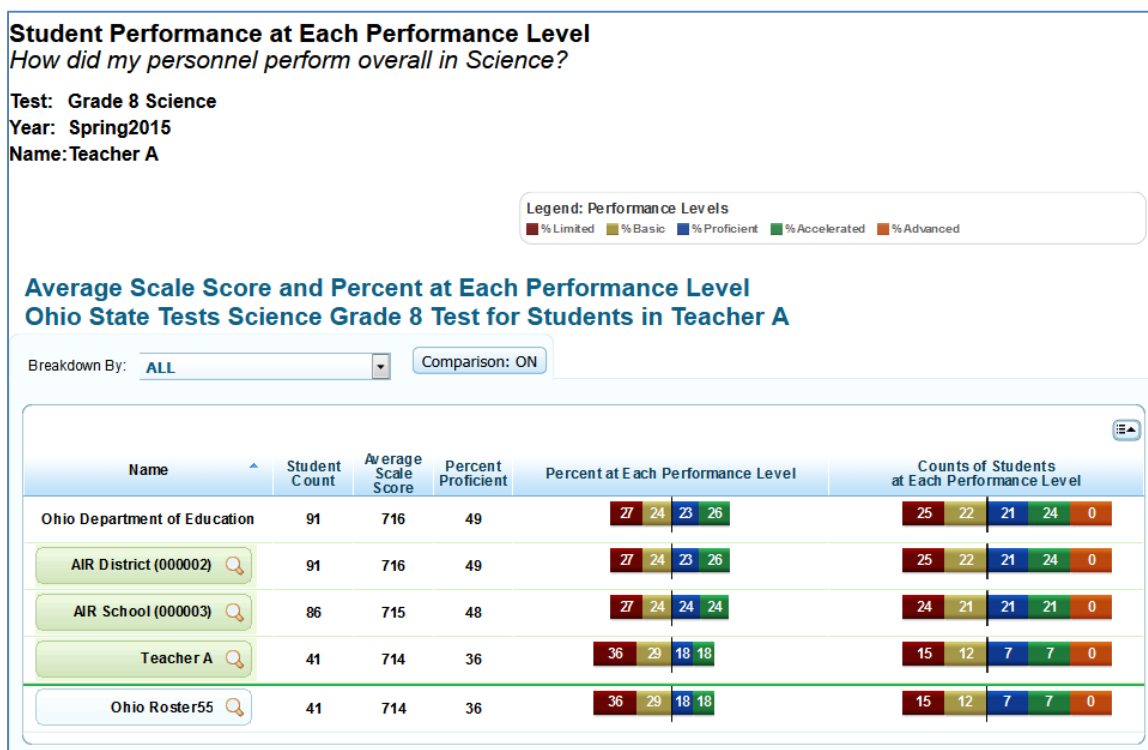 Student Performance at Each Performance Level
How did my personnel perform overall in Science?
Test: Grade 8 Science
Year: Spring2015
Name:Teacher A
Legend: Performance Levels
%Limited %Basic %Proficient %Accelerated %Advanced
Average Scale Score and Percent at Each Performance Level
Ohio State Tests Science Grade 8 Test for Students in Teacher A
Breakdown By: ALL Comparison: ON
Name Student Count Average Scale Score Percent Proficient Percent at Each Performance Level Counts of Students at Each Performance Level
Ohio Department of Education 91 716 49 27 24 23 26 25 22 21 24 0
AIR District (000002) 91 716 49 27 24 23 26 25 22 21 24 0
AIR School (000003) 86 715 48 27 24 24 24 24 21 21 21 0
Teacher A 41 714 36 36 29 18 18 15 12 7 7 0
Ohio Roster55 41 714 36 36 29 18 18 15 12 7 7 0